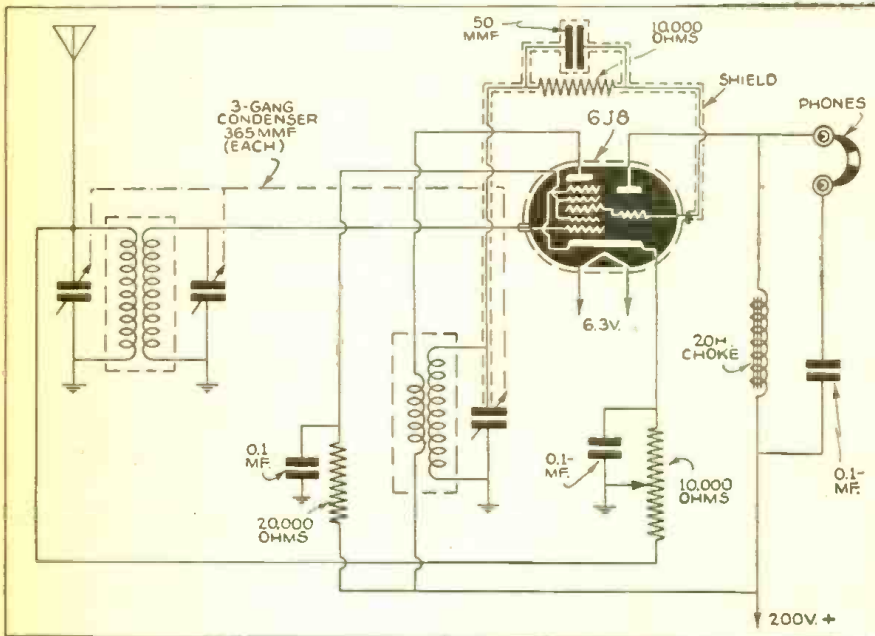 50
MMF.
10,000
OHMS
SHIELD
PHONES
3-GANG
CONDENSER
365 MMF
(EACH)
6J8
6.3V.
20H.
CHOKE
0.1
MF.
20,000
OHMS
0.1-
MF.
10,000
OHMS
0.1-
MF.
200V. +